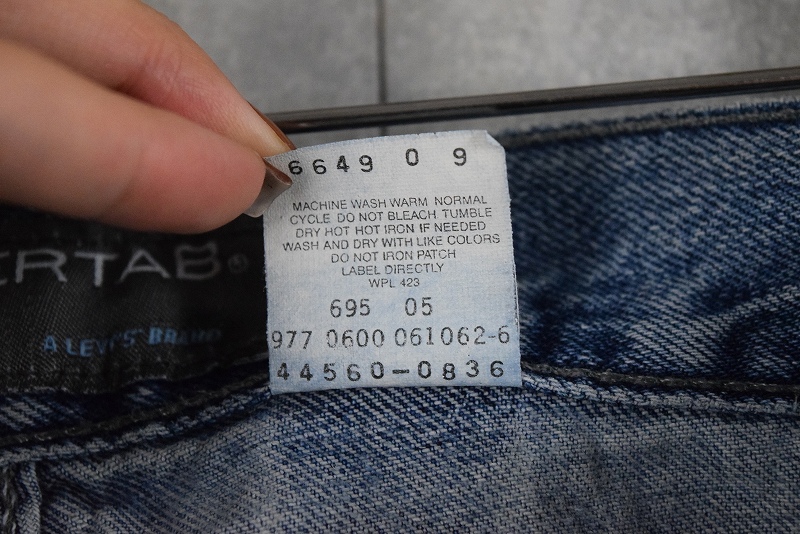 6649 0 9
MACHINE WASH WARM NORMAL
CYCLE DO NOT BLEACH TUMBLE
DRY HOT HOT IRON IF NEEDED
WASH AND DRY WITH LIKE COLORS
DO NOT IRON PATCH
LABEL DIRECTLY
WPL 423
695 05
977 0600 061062-6
44560-0836
ERTAB®
A LEVI'S BRAND